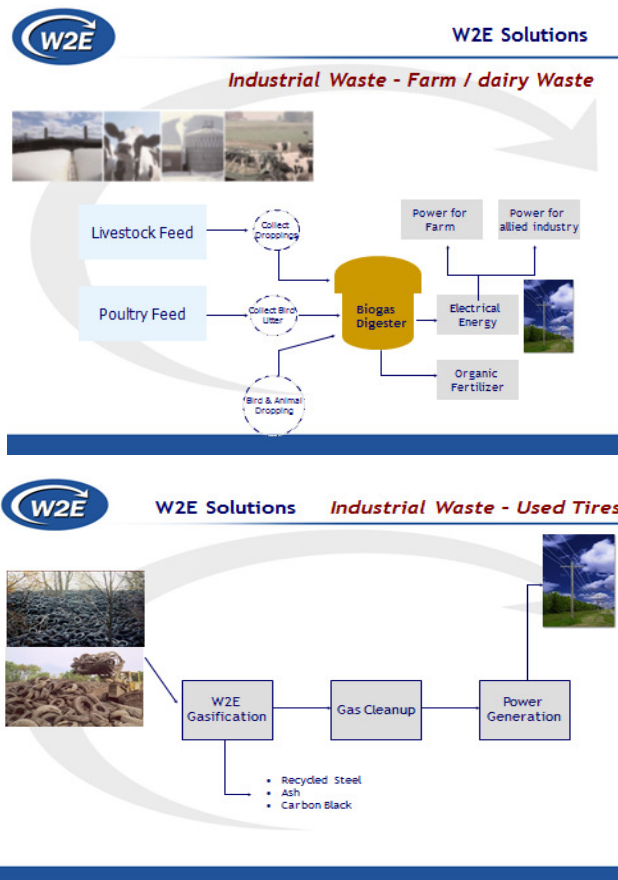 W2E
W2E Solutions
Industrial Waste - Farm / dairy Waste
Livestock Feed
Collect
Droppings
Poultry Feed
Collect Bird
Litter
Bird & Animal
Dropping
Biogas
Digester
Power for
Farm
Power for
allied industry
Electrical
Energy
Organic
Fertilizer
W2E
W2E Solutions
Industrial Waste - Used Tires
W2E
Gasification
Gas Cleanup
Power
Generation
• Recycled Steel
• Ash
• Carbon Black